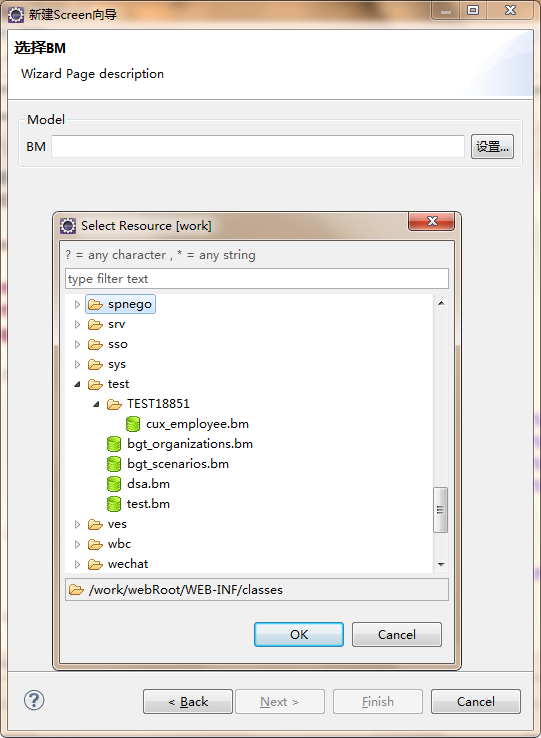 新建Screen向导
选择BM
Wizard Page description
Model
BM
设置...
Select Resource [work]
? = any character , * = any string
type filter text
spnego
srv
sso
sys
test
TEST18851
cux_employee.bm
bgt_organizations.bm
bgt_scenarios.bm
dsa.bm
test.bm
ves
wbc
wechat
/work/webRoot/WEB-INF/classes
OK Cancel
< Back Next > Finish Cancel